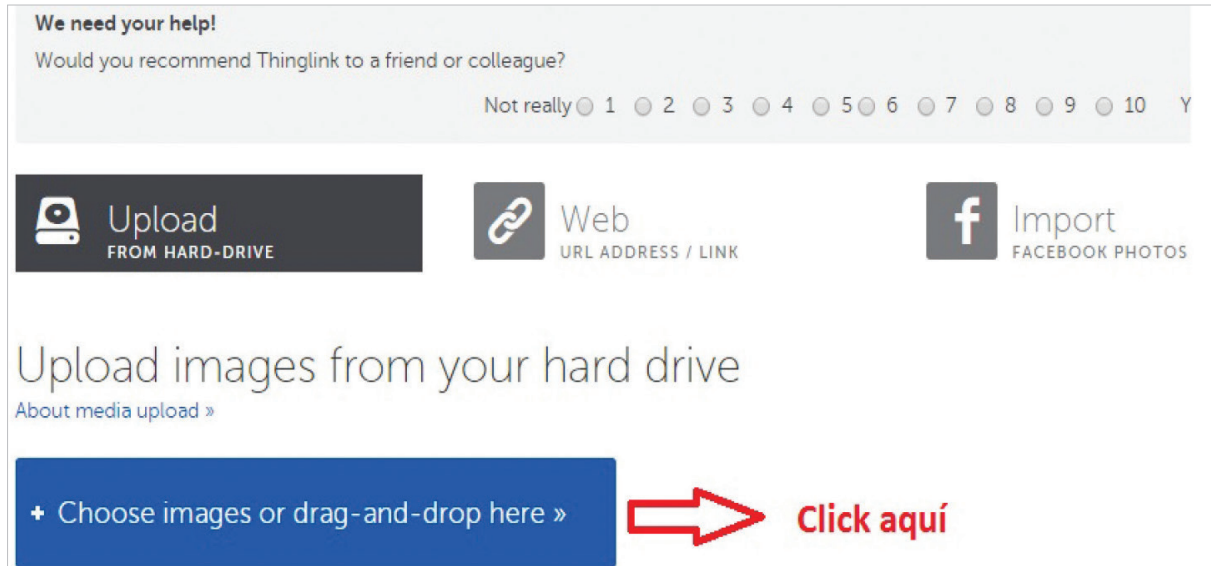 We need your help!
Would you recommend Thinglink to a friend or colleague?
Not really 1 2 3 4 5 6 7 8 9 10 Y
Upload
FROM HARD-DRIVE
Web
URL ADDRESS / LINK
Import
FACEBOOK PHOTOS
Upload images from your hard drive
About media upload »
+ Choose images or drag-and-drop here »
Click aquí